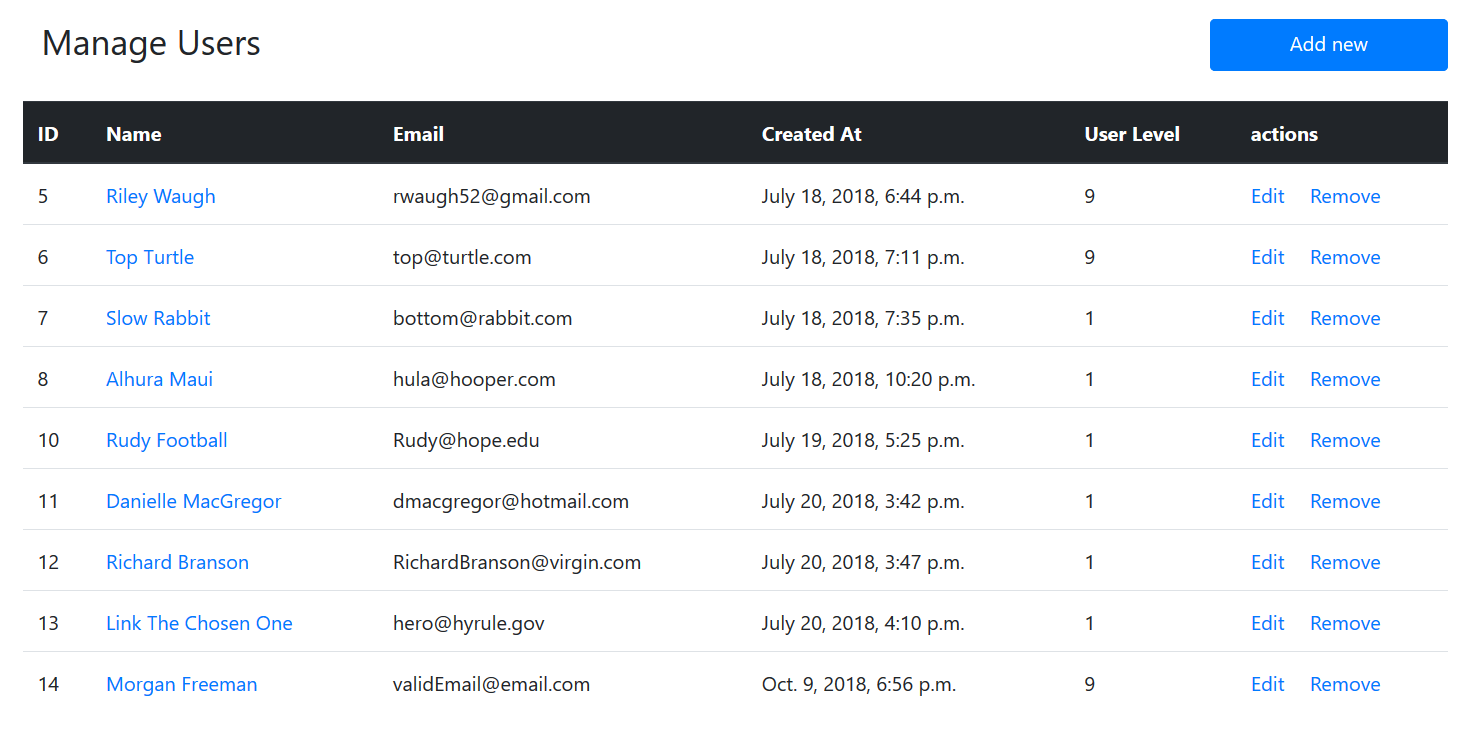 Manage Users Add new
ID Name Email Created At User Level actions
5 Riley Waugh rwaugh52@gmail.com July 18, 2018, 6:44 p.m. 9 Edit Remove
6 Top Turtle top@turtle.com July 18, 2018, 7:11 p.m. 9 Edit Remove
7 Slow Rabbit bottom@rabbit.com July 18, 2018, 7:35 p.m. 1 Edit Remove
8 Alhura Maui hula@hooper.com July 18, 2018, 10:20 p.m. 1 Edit Remove
10 Rudy Football Rudy@hope.edu July 19, 2018, 5:25 p.m. 1 Edit Remove
11 Danielle MacGregor dmacgregor@hotmail.com July 20, 2018, 3:42 p.m. 1 Edit Remove
12 Richard Branson RichardBranson@virgin.com July 20, 2018, 3:47 p.m. 1 Edit Remove
13 Link The Chosen One hero@hyrule.gov July 20, 2018, 4:10 p.m. 1 Edit Remove
14 Morgan Freeman validEmail@email.com Oct. 9, 2018, 6:56 p.m. 9 Edit Remove